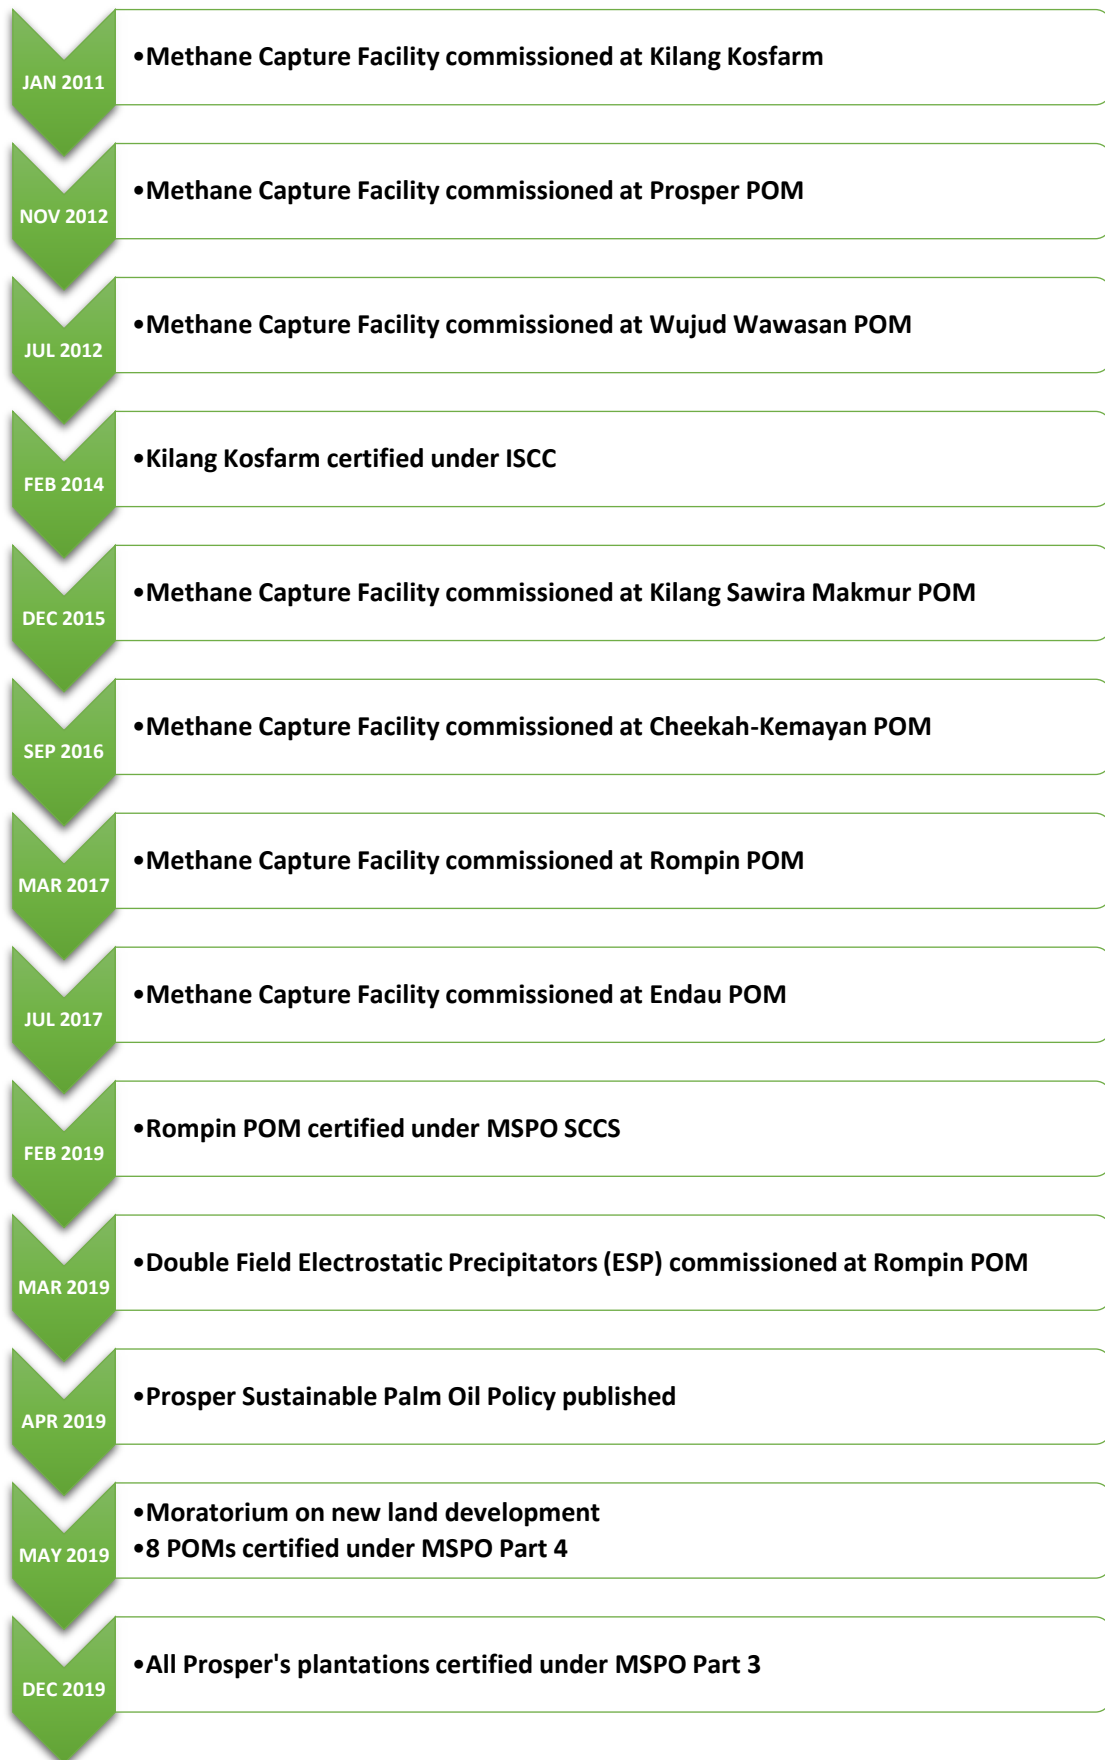 JAN 2011
•Methane Capture Facility commissioned at Kilang Kosfarm
NOV 2012
•Methane Capture Facility commissioned at Prosper POM
JUL 2012
•Methane Capture Facility commissioned at Wujud Wawasan POM
FEB 2014
•Kilang Kosfarm certified under ISCC
DEC 2015
•Methane Capture Facility commissioned at Kilang Sawira Makmur POM
SEP 2016
•Methane Capture Facility commissioned at Cheekah-Kemayan POM
MAR 2017
•Methane Capture Facility commissioned at Rompin POM
JUL 2017
•Methane Capture Facility commissioned at Endau POM
FEB 2019
•Rompin POM certified under MSPO SCCS
MAR 2019
•Double Field Electrostatic Precipitators (ESP) commissioned at Rompin POM
APR 2019
•Prosper Sustainable Palm Oil Policy published
MAY 2019
•Moratorium on new land development
•8 POMs certified under MSPO Part 4
DEC 2019
•All Prosper's plantations certified under MSPO Part 3